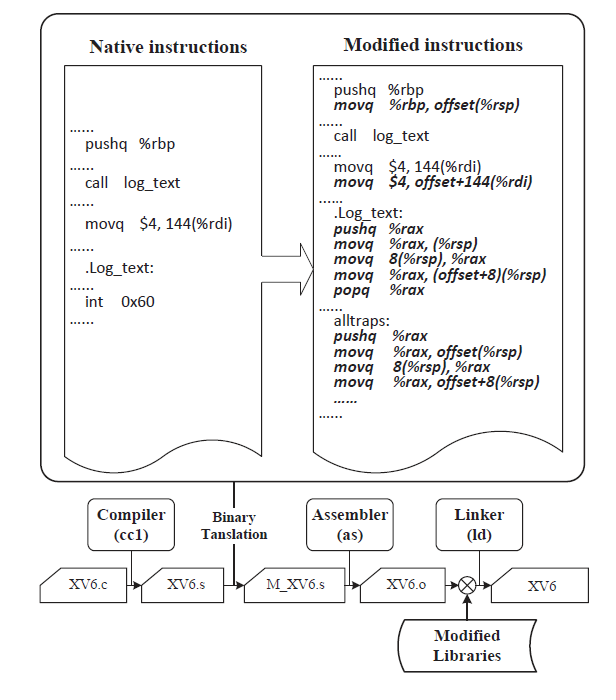 Native instructions
......
pushq %rbp
......
call log_text
......
movq $4, 144(%rdi)
......
.Log_text:
......
int 0x60
......
Modified instructions
......
pushq %rbp
movq %rbp, offset(%rsp)
......
call log_text
......
movq $4, 144(%rdi)
movq $4, offset+144(%rdi)
......
.Log_text:
pushq %rax
movq %rax, (%rsp)
movq 8(%rsp), %rax
movq %rax, (offset+8)(%rsp)
popq %rax
......
alltraps:
pushq %rax
movq %rax, offset(%rsp)
movq 8(%rsp), %rax
movq %rax, offset+8(%rsp)
......
......
Compiler
(cc1)
Binary
Tanslation
Assembler
(as)
Linker
(ld)
XV6.c
XV6.s
M_XV6.s
XV6.o
XV6
Modified
Libraries